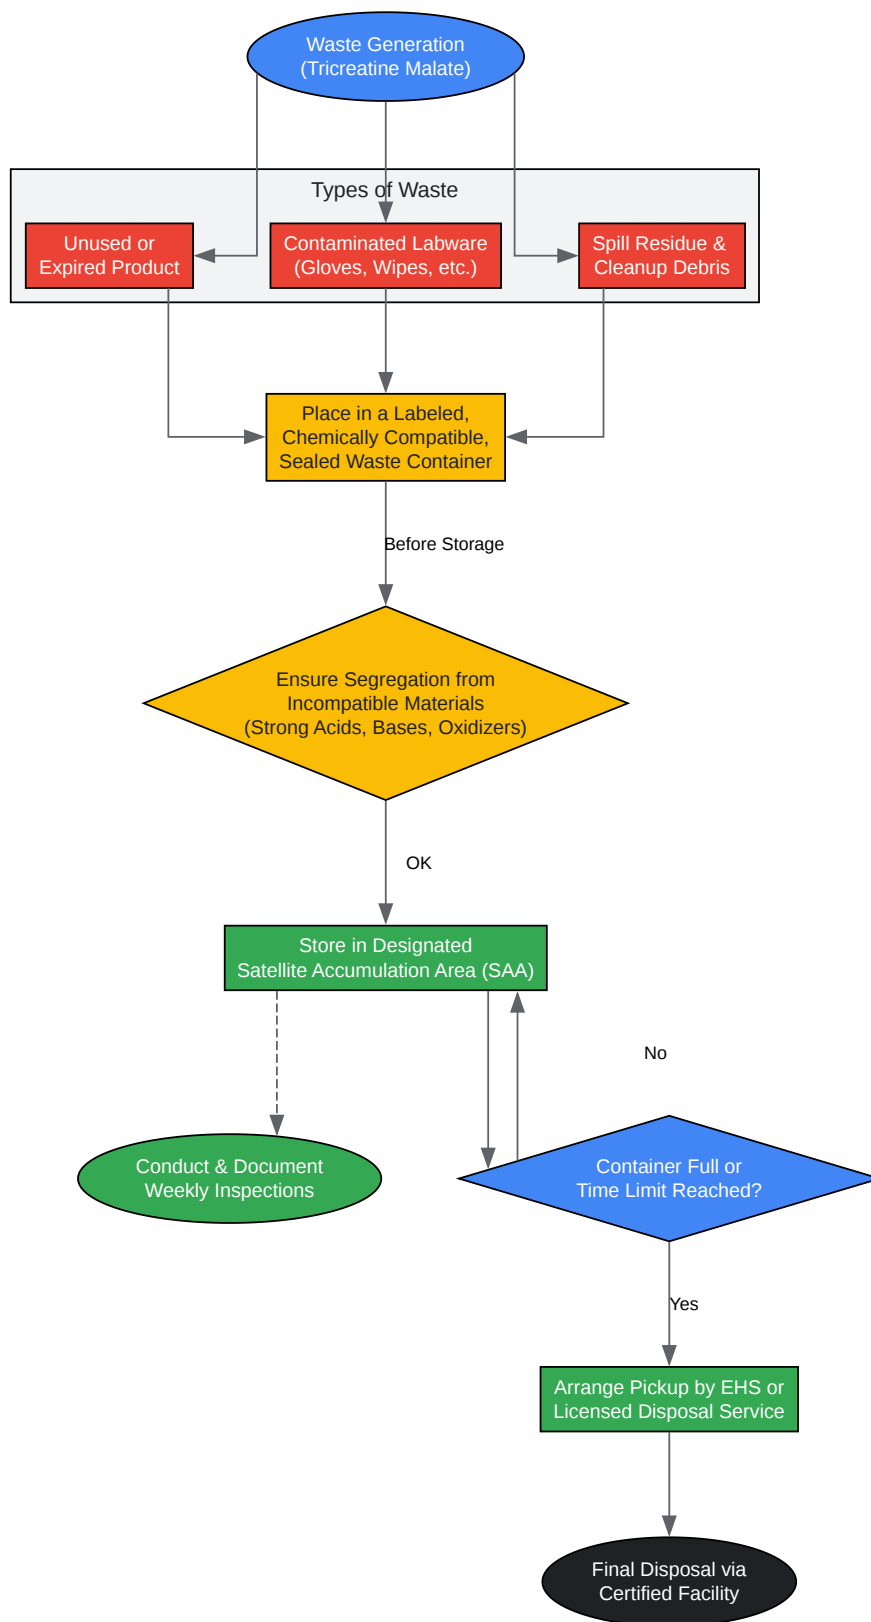 Waste Generation
(Tricreatine Malate)
Types of Waste
Unused or
Expired Product
Contaminated Labware
(Gloves, Wipes, etc.)
Spill Residue &
Cleanup Debris
Place in a Labeled,
Chemically Compatible,
Sealed Waste Container
Before Storage
Ensure Segregation from
Incompatible Materials
(Strong Acids, Bases, Oxidizers)
OK
Store in Designated
Satellite Accumulation Area (SAA)
No
Conduct & Document
Weekly Inspections
Container Full or
Time Limit Reached?
Yes
Arrange Pickup by EHS or
Licensed Disposal Service
Final Disposal via
Certified Facility